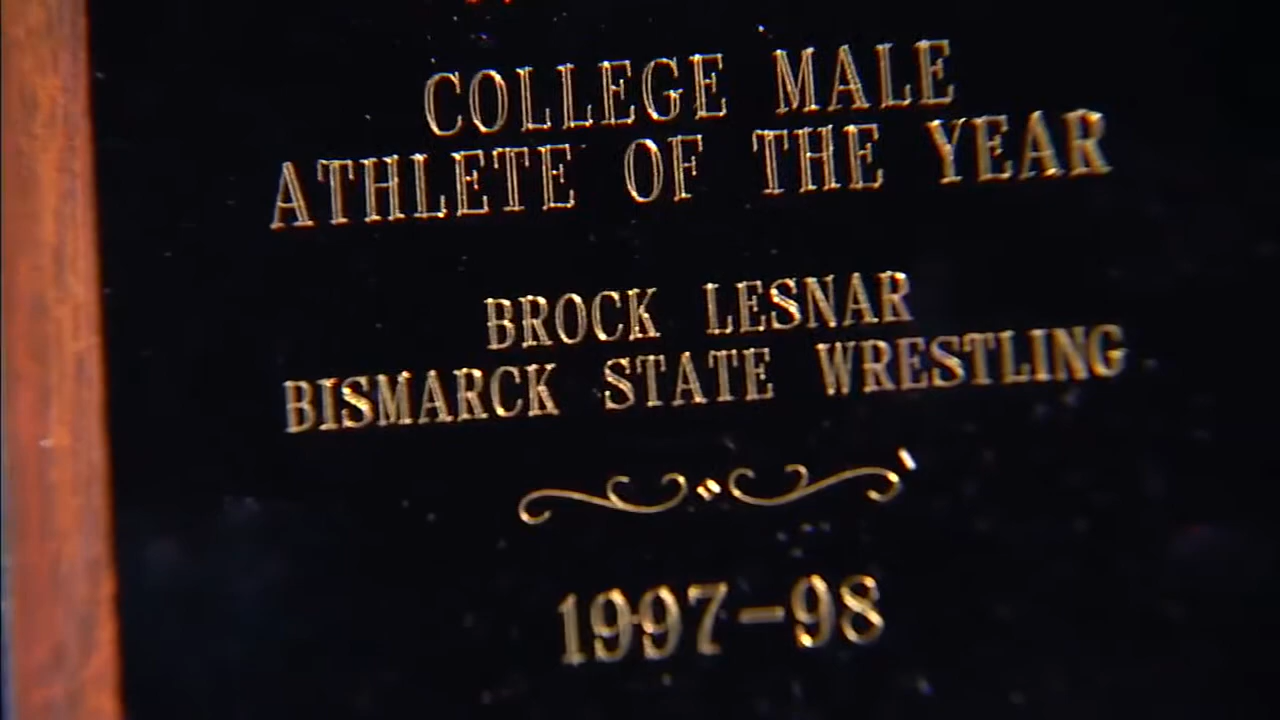 COLLEGE MALE
ATHLETE OF THE YEAR
BROCK LESNAR
BISMARCK STATE WRESTLING
1997-98